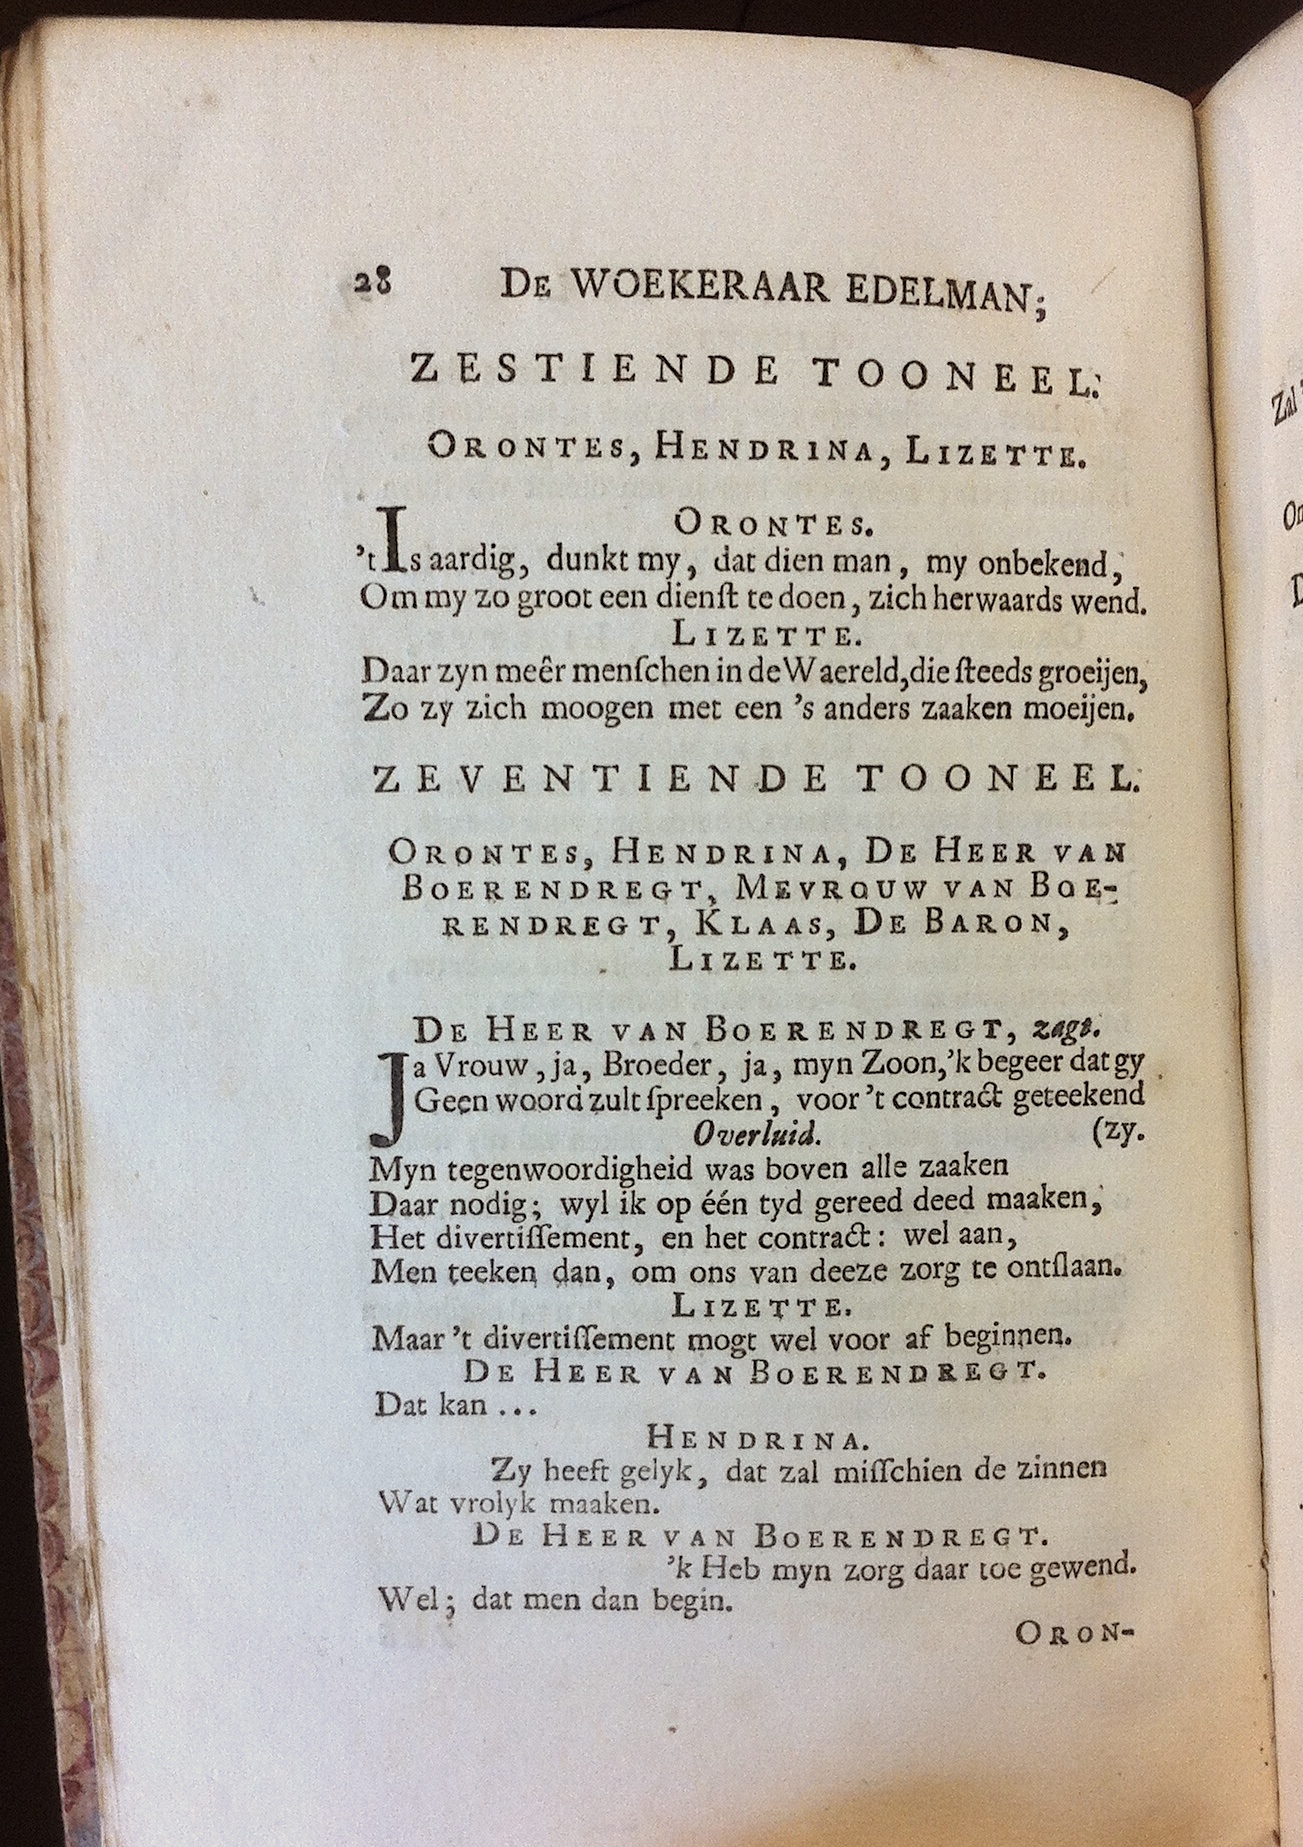 28 DE WOEKERAAR EDELMAN;
ZESTIENDE TOONEEL.
ORONTES, HENDRINA, LIZETTE.
ORONTES.
't Is aardig, dunkt my, dat dien man, my onbekend,
Om my zo groot een dienſt te doen, zich herwaards wend.
LIZETTE.
Daar zyn meêr menſchen in de Waereld, die ſteeds groeijen,
Zo zy zich moogen met een 's anders zaaken moeijen.
ZEVENTIENDE TOONEEL.
ORONTES, HENDRINA, DE HEER VAN
BOERENDREGT, MEVROUW VAN BOE-
RENDREGT, KLAAS, DE BARON,
LIZETTE.
DE HEER VAN BOERENDREGT, zagt.
Ja Vrouw, ja, Broeder, ja, myn Zoon, 'k begeer dat gy
Geen woord zult ſpreeken, voor 't contract geteekend
Overluid. (zy.
Myn tegenwoordigheid was boven alle zaaken
Daar nodig; wyl ik op één tyd gereed deed maaken,
Het divertiſſement, en het contract: wel aan,
Men teeken dan, om ons van deeze zorg te ontſlaan.
LIZETTE.
Maar 't divertiſſement mogt wel voor af beginnen.
DE HEER VAN BOERENDREGT.
Dat kan ...
HENDRINA.
Zy heeft gelyk, dat zal miſſchien de zinnen
Wat vrolyk maaken.
DE HEER VAN BOERENDREGT.
'k Heb myn zorg daar toe gewend.
Wel; dat men dan begin.
ORON-
Zal